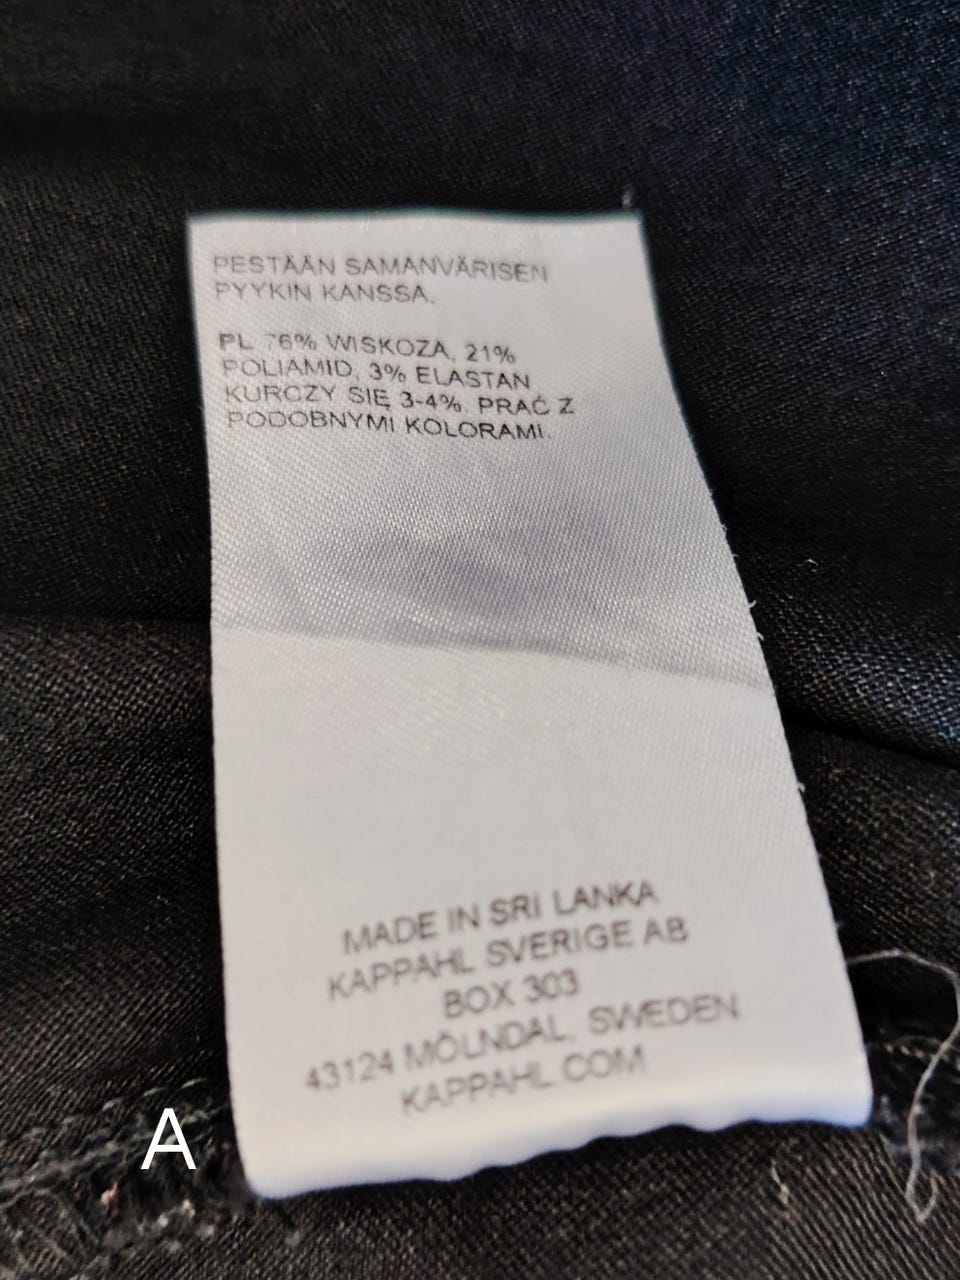 PESTÄÄN SAMANVÄRISEN
PYYKIN KANSSA.
PL 76% WISKOZA, 21%
POLIAMID, 3% ELASTAN
KURCZY SIĘ 3-4%. PRAĆ Z
PODOBNYMI KOLORAMI.
MADE IN SRI LANKA
KAPPAHL SVERIGE AB
BOX 303
43124 MÖLNDAL, SWEDEN
KAPPAHL.COM
A